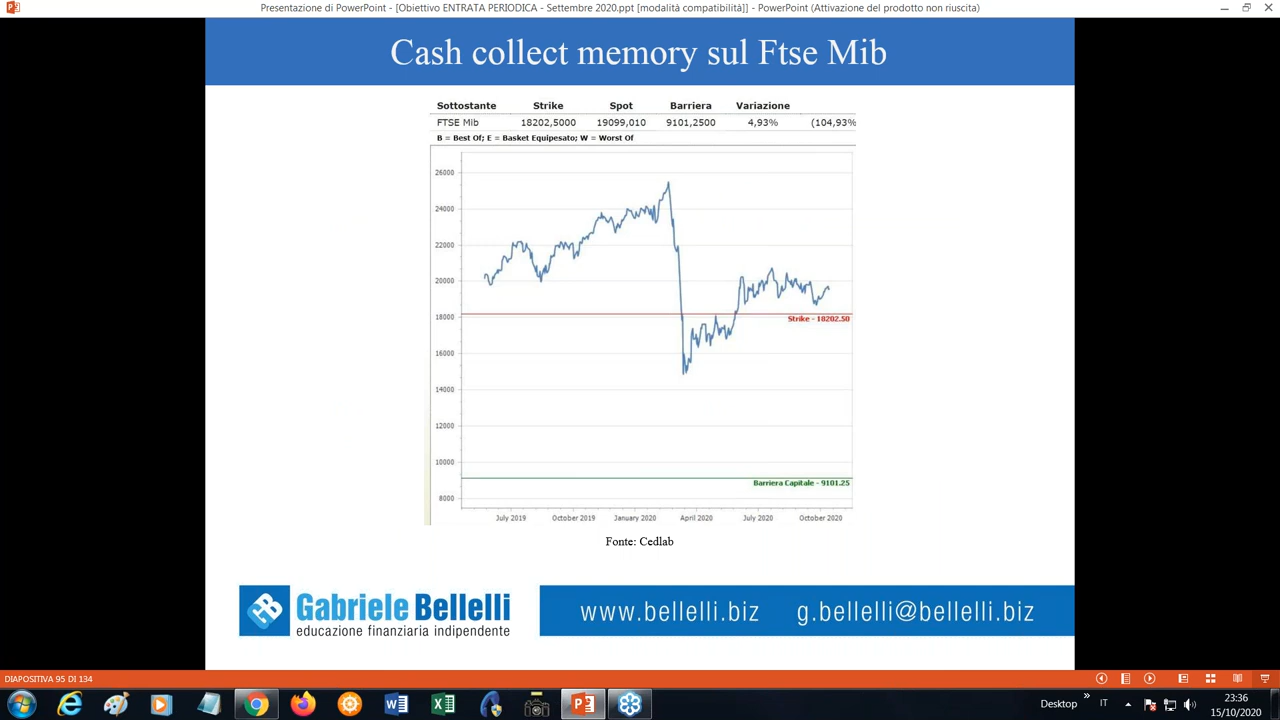 Presentazione di PowerPoint - [Obiettivo ENTRATA PERIODICA - Settembre 2020.ppt [modalità compatibilità]] - PowerPoint (Attivazione del prodotto non riuscita)
Cash collect memory sul Ftse Mib
Sottostante Strike Spot Barriera Variazione
FTSE Mib 18202,5000 19099,010 9101,2500 4,93% (104,93%
B = Best Of; E = Basket Equipesato; W = Worst Of
26000
24000
22000
20000
18000
Strike - 18202.50
16000
14000
12000
10000
Barriera Capitale - 9101.25
8000
July 2019 October 2019 January 2020 April 2020 July 2020 October 2020
Fonte: Cedlab
Gabriele Bellelli
educazione finanziaria indipendente
www.bellelli.biz g.bellelli@bellelli.biz
DIAPOSITIVA 95 DI 134
Desktop » IT 23:36
15/10/2020